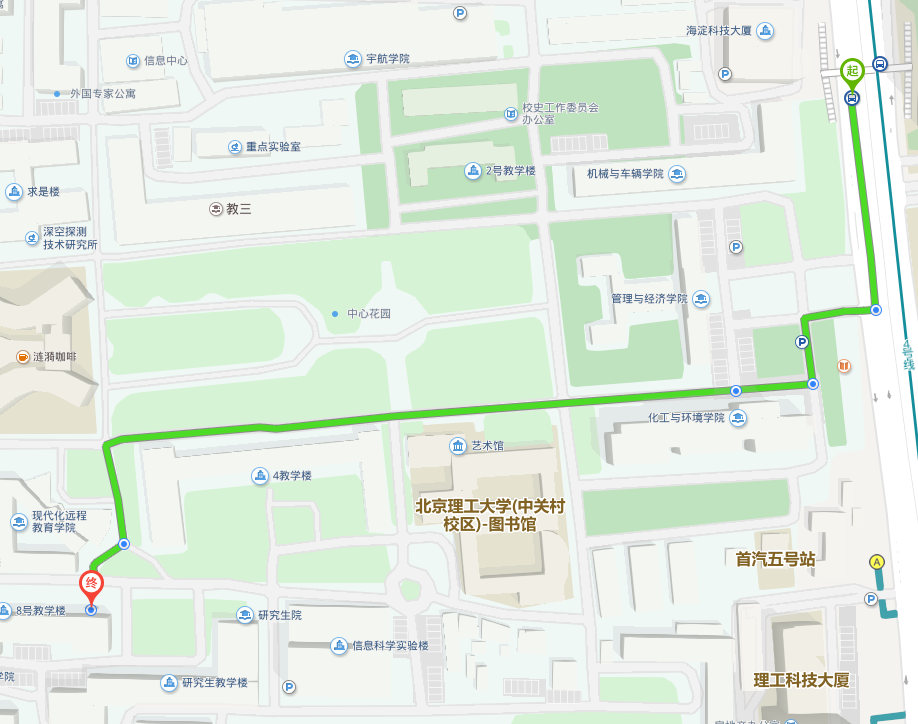 P
海淀科技大厦
信息中心
宇航学院
P
起
外国专家公寓
校史工作委员会
办公室
重点实验室
2号教学楼
机械与车辆学院
求是楼
教三
深空探测
技术研究所
P
管理与经济学院
中心花园
P
4号线
涟漪咖啡
化工与环境学院
艺术馆
4教学楼
北京理工大学(中关村
校区)-图书馆
现代化远程
教育学院
首汽五号站
A
终
P
8号教学楼
研究生院
信息科学实验楼
学院
研究生教学楼
P
理工科技大厦